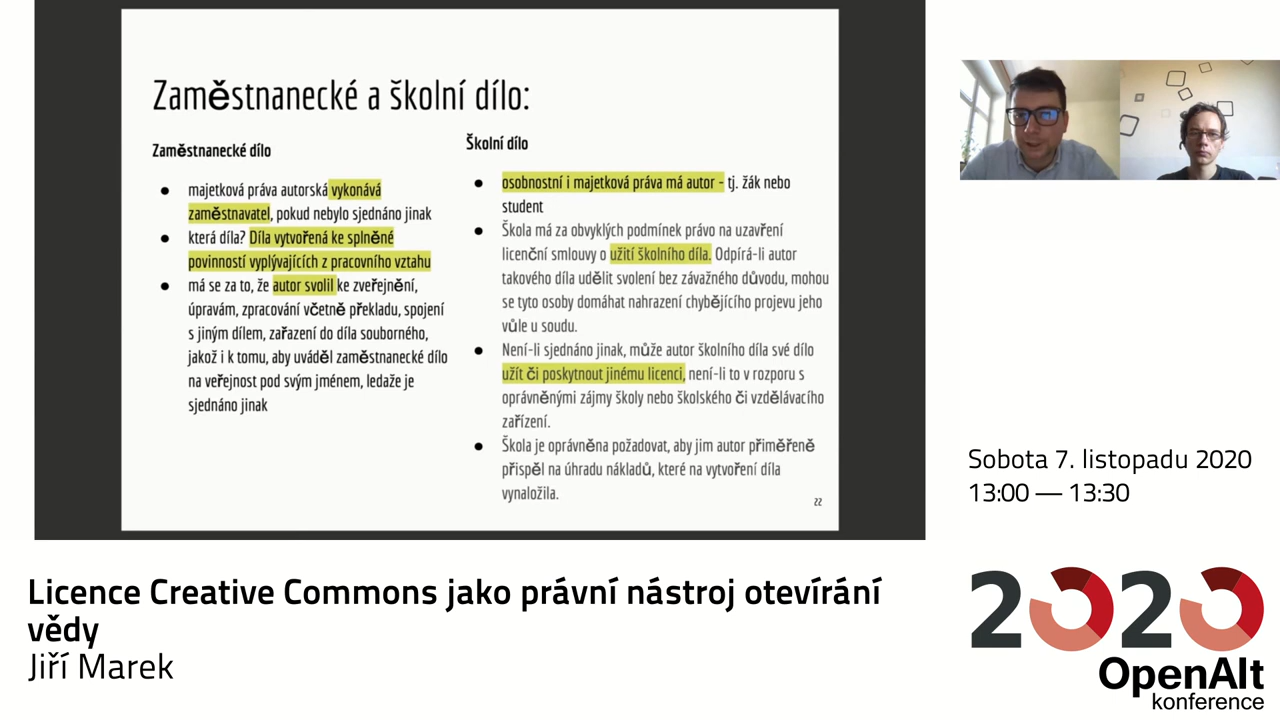 Zaměstnanecké a školní dílo:
Zaměstnanecké dílo
majetková práva autorská vykonává
zaměstnavatel, pokud nebylo sjednáno jinak
která díla? Díla vytvořená ke splněné
povinností vyplývajících z pracovního vztahu
má se za to, že autor svolil ke zveřejnění,
úpravám, zpracování včetně překladu, spojení
s jiným dílem, zařazení do díla souborného,
jakož i k tomu, aby uváděl zaměstnanecké dílo
na veřejnost pod svým jménem, ledaže je
sjednáno jinak
Školní dílo
osobnostní i majetková práva má autor - tj. žák nebo
student
Škola má za obvyklých podmínek právo na uzavření
licenční smlouvy o užití školního díla. Odpírá-li autor
takového díla udělit svolení bez závažného důvodu, mohou
se tyto osoby domáhat nahrazení chybějícího projevu jeho
vůle u soudu.
Není-li sjednáno jinak, může autor školního díla své dílo
užít či poskytnout jinému licenci, není-li to v rozporu s
oprávněnými zájmy školy nebo školského či vzdělávacího
zařízení.
Škola je oprávněna požadovat, aby jim autor přiměřeně
přispěl na úhradu nákladů, které na vytvoření díla
vynaložila.
22
Sobota 7. listopadu 2020
13:00 — 13:30
Licence Creative Commons jako právní nástroj otevírání
vědy
Jiří Marek
2020
OpenAlt
konference